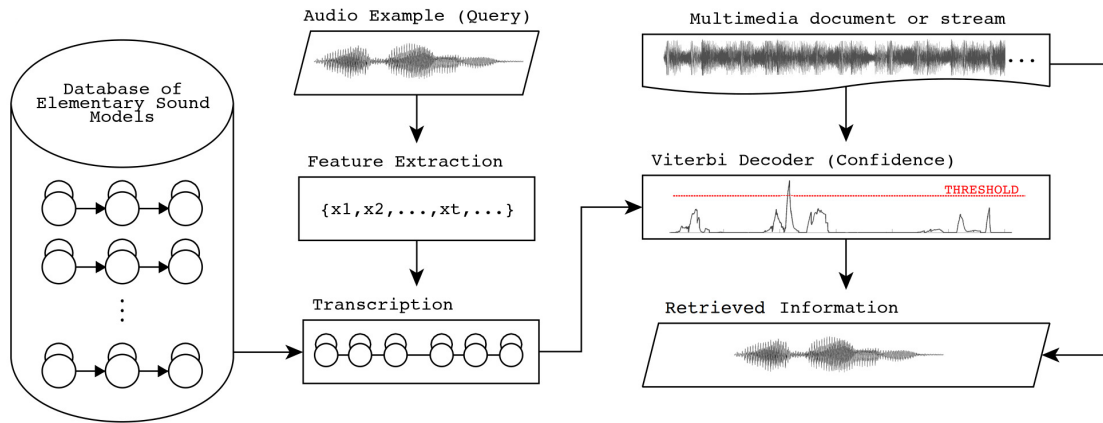 Database of
Elementary Sound
Models
Audio Example (Query)
Feature Extraction
{x1,x2,...,xt,...}
Transcription
Multimedia document or stream
...
Viterbi Decoder (Confidence)
THRESHOLD
Retrieved Information